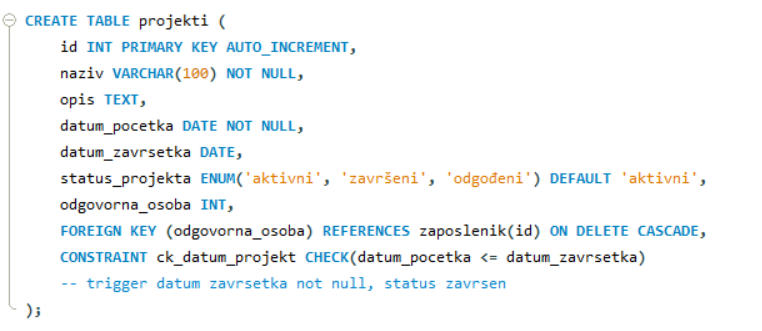 CREATE TABLE projekti (
id INT PRIMARY KEY AUTO_INCREMENT,
naziv VARCHAR(100) NOT NULL,
opis TEXT,
datum_pocetka DATE NOT NULL,
datum_zavrsetka DATE,
status_projekta ENUM('aktivni', 'završeni', 'odgođeni') DEFAULT 'aktivni',
odgovorna_osoba INT,
FOREIGN KEY (odgovorna_osoba) REFERENCES zaposlenik(id) ON DELETE CASCADE,
CONSTRAINT ck_datum_projekt CHECK(datum_pocetka <= datum_zavrsetka)
-- trigger datum zavrsetka not null, status zavrsen
);